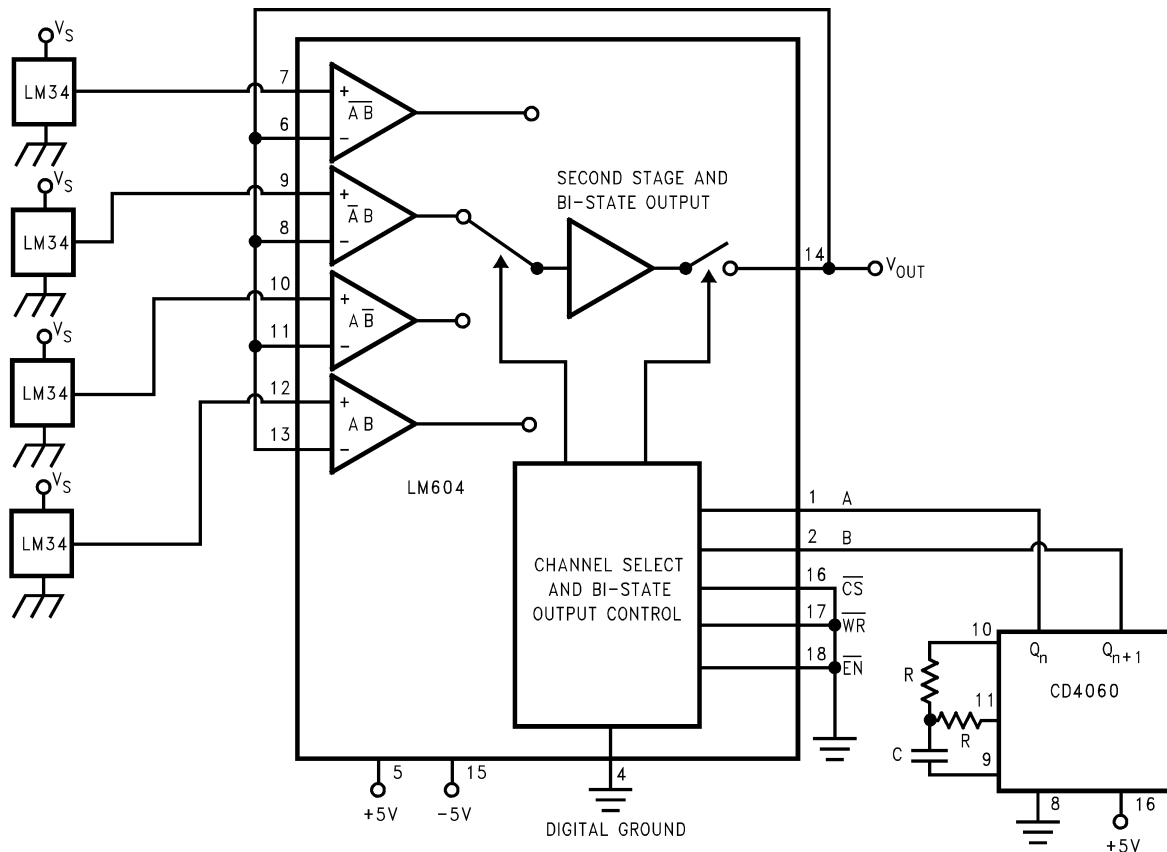 V_S
LM34
V_S
LM34
V_S
LM34
V_S
LM34
7
+
A̅B̅
6
−
9
+
A̅B
8
−
10
+
AB̅
11
−
12
+
AB
13
−
LM604
SECOND STAGE AND
BI-STATE OUTPUT
14
V_OUT
CHANNEL SELECT
AND BI-STATE
OUTPUT CONTROL
1 A
2 B
16 C̅S̅
17 W̅R̅
18 E̅N̅
5
+5V
15
-5V
4
DIGITAL GROUND
10
R
11
R
C
9
Q_n
Q_n+1
CD4060
8
16
+5V